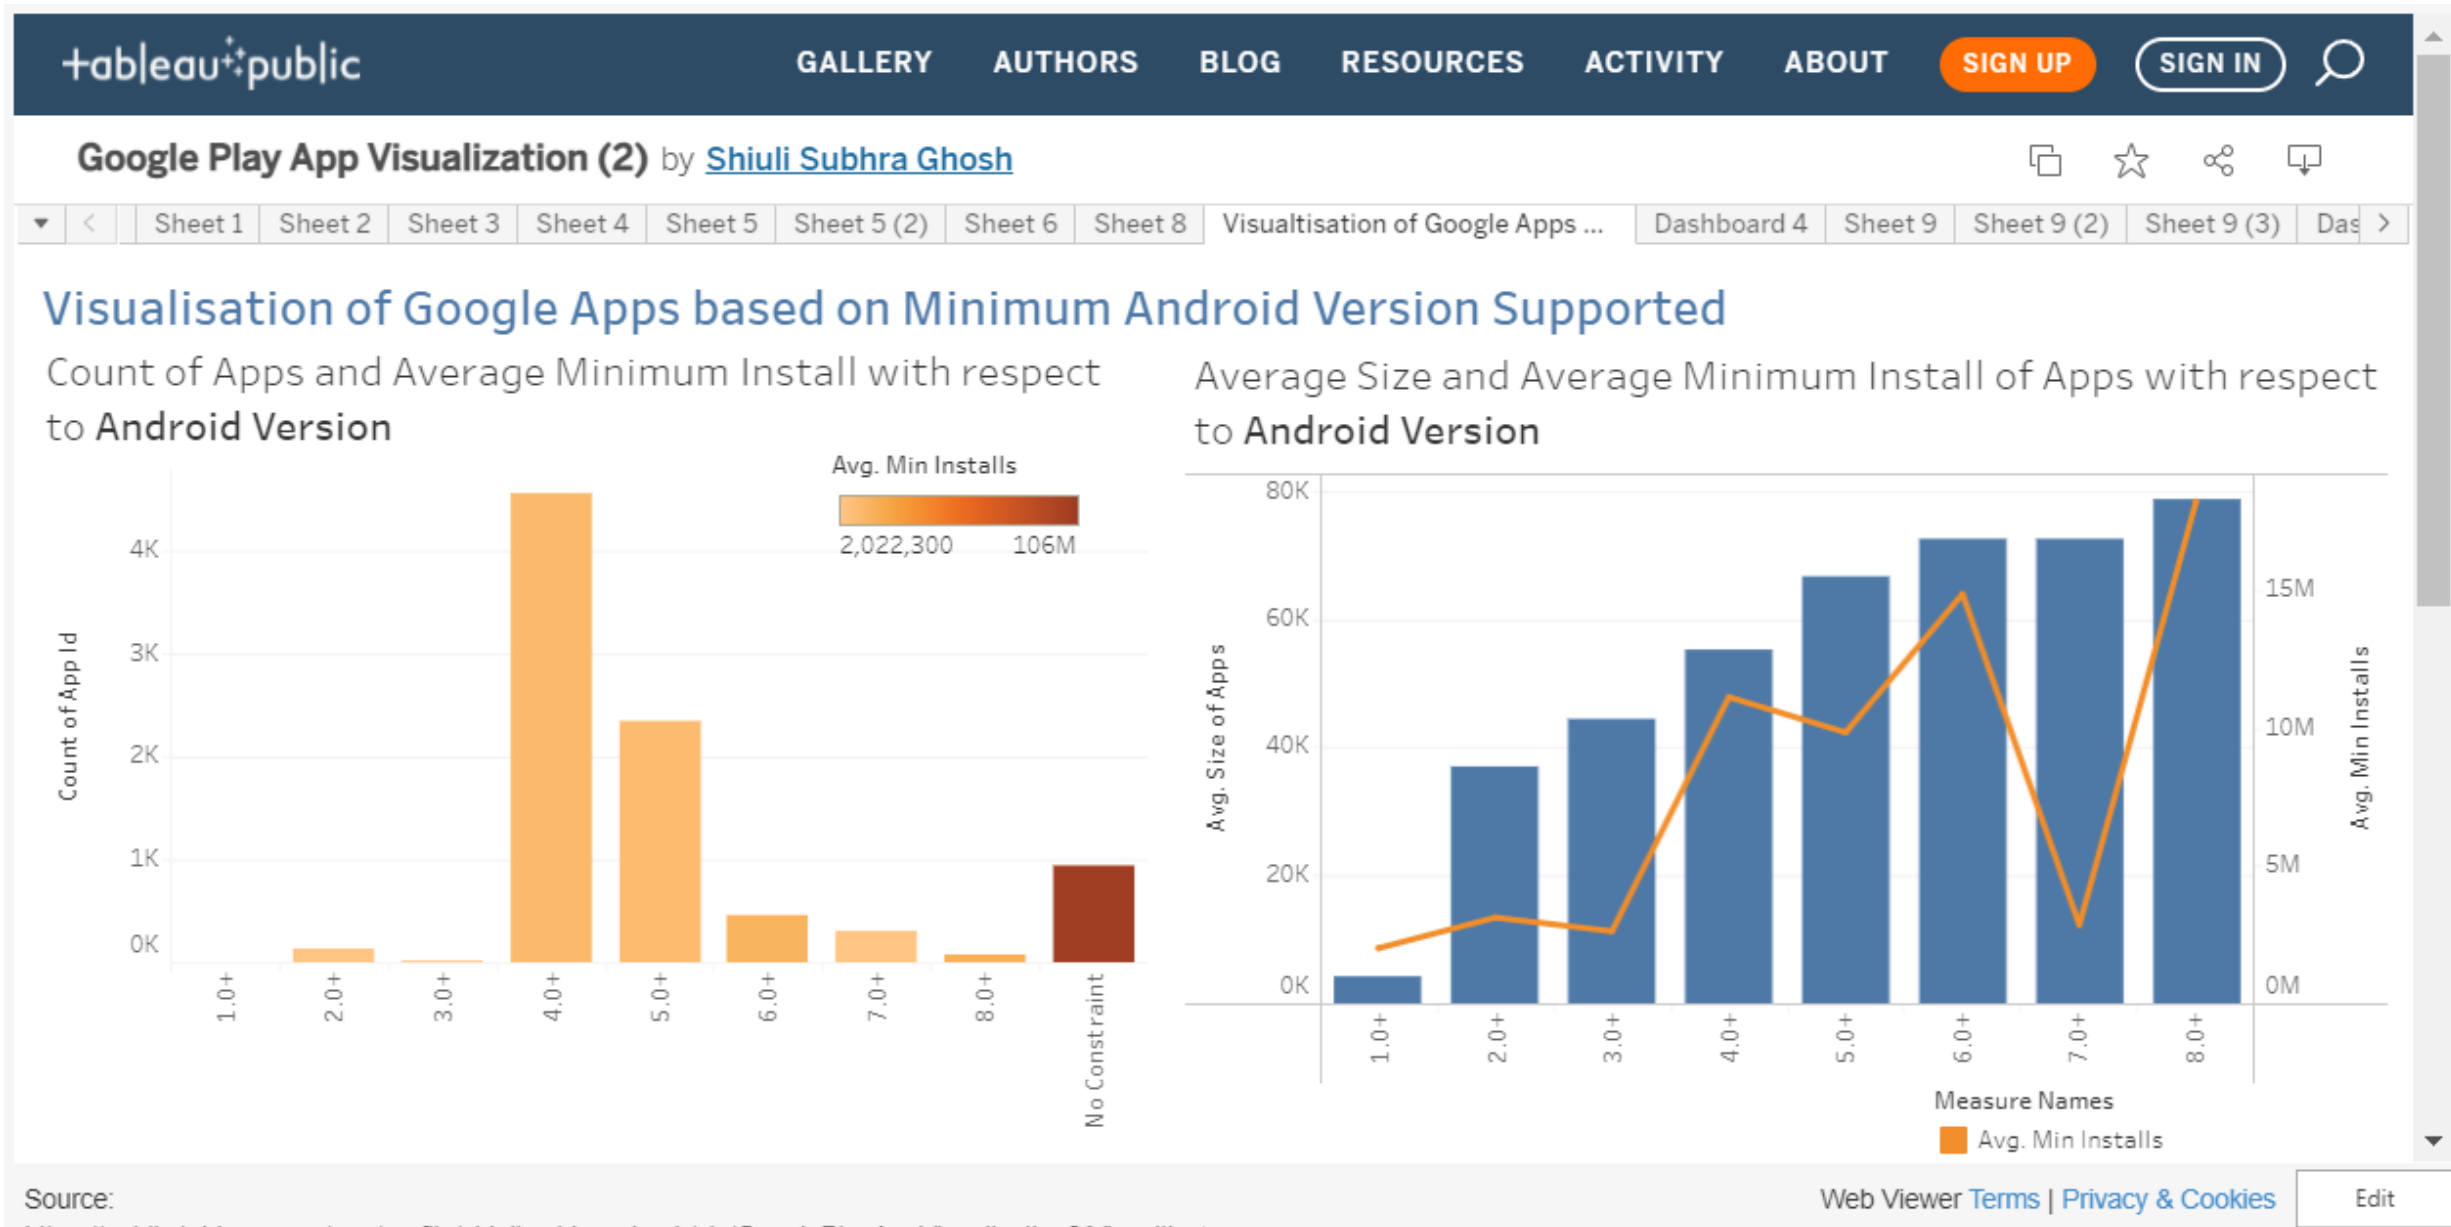 tableau public
GALLERY AUTHORS BLOG RESOURCES ACTIVITY ABOUT SIGN UP SIGN IN
Google Play App Visualization (2) by Shiuli Subhra Ghosh
Sheet 1 Sheet 2 Sheet 3 Sheet 4 Sheet 5 Sheet 5 (2) Sheet 6 Sheet 8 Visualtisation of Google Apps ... Dashboard 4 Sheet 9 Sheet 9 (2) Sheet 9 (3) Das
Visualisation of Google Apps based on Minimum Android Version Supported
Count of Apps and Average Minimum Install with respect
to Android Version
Avg. Min Installs
2,022,300 106M
Count of App Id
4K
3K
2K
1K
0K
1.0+ 2.0+ 3.0+ 4.0+ 5.0+ 6.0+ 7.0+ 8.0+ No Constraint
Average Size and Average Minimum Install of Apps with respect
to Android Version
Avg. Size of Apps
80K
60K
40K
20K
0K
15M
10M
5M
0M
Avg. Min Installs
1.0+ 2.0+ 3.0+ 4.0+ 5.0+ 6.0+ 7.0+ 8.0+
Measure Names
Avg. Min Installs
Source:
Web Viewer Terms | Privacy & Cookies
Edit